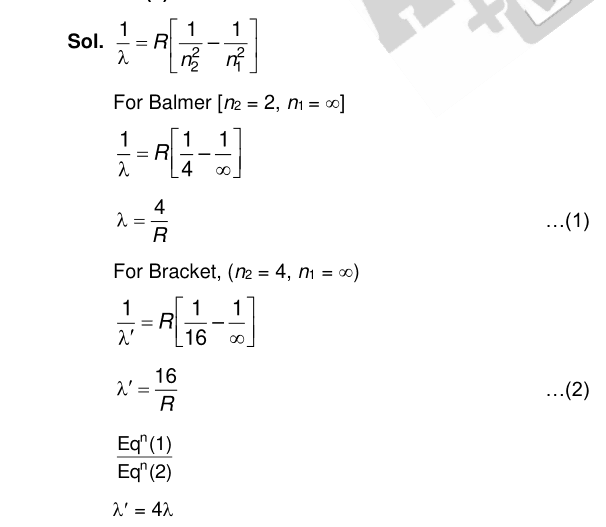 Sol. 1/λ = R[1/n₂² − 1/n₁²]
For Balmer [n₂ = 2, n₁ = ∞]
1/λ = R[1/4 − 1/∞]
λ = 4/R …(1)
For Bracket, (n₂ = 4, n₁ = ∞)
1/λ′ = R[1/16 − 1/∞]
λ′ = 16/R …(2)
Eqⁿ(1)/Eqⁿ(2)
λ′ = 4λ